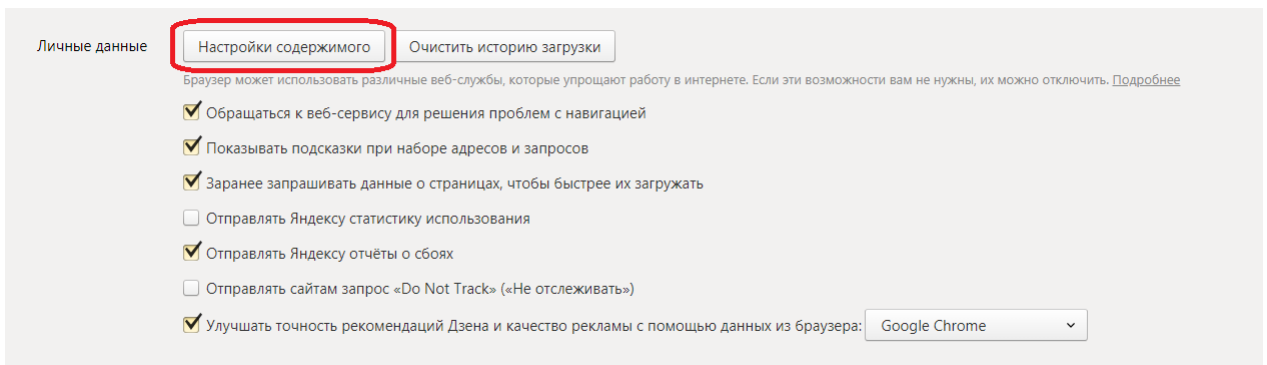 Личные данные Настройки содержимого Очистить историю загрузки
Браузер может использовать различные веб-службы, которые упрощают работу в интернете. Если эти возможности вам не нужны, их можно отключить. Подробнее
Обращаться к веб-сервису для решения проблем с навигацией
Показывать подсказки при наборе адресов и запросов
Заранее запрашивать данные о страницах, чтобы быстрее их загружать
Отправлять Яндексу статистику использования
Отправлять Яндексу отчёты о сбоях
Отправлять сайтам запрос «Do Not Track» («Не отслеживать»)
Улучшать точность рекомендаций Дзена и качество рекламы с помощью данных из браузера: Google Chrome